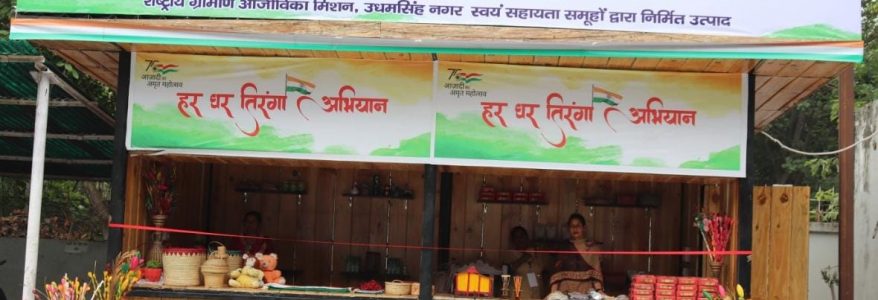 राष्ट्रीय ग्रामीण आजीविका मिशन, उधमसिंह नगर स्वयं सहायता समूहों द्वारा निर्मित उत्पाद
आज़ादी का
अमृत महोत्सव
हर घर तिरंगा अभियान
आज़ादी का
अमृत महोत्सव
हर घर तिरंगा अभियान